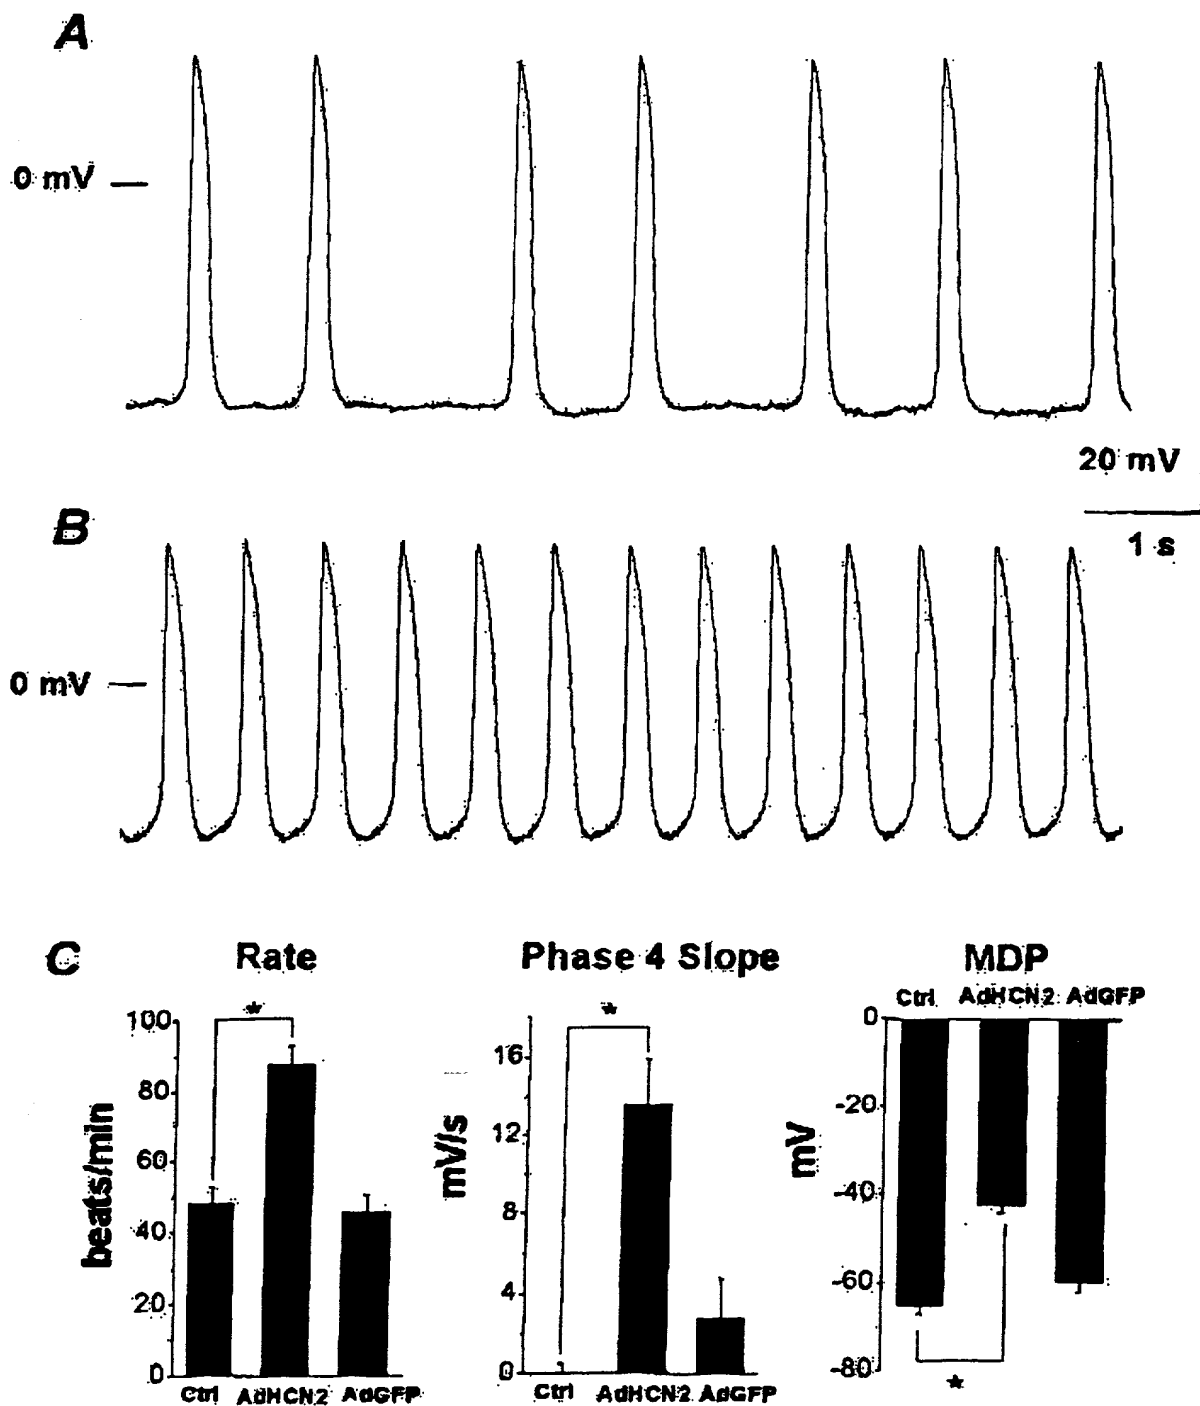 A
0 mV
20 mV
1 s
B
0 mV
C
Rate
Phase 4 Slope
MDP
Ctrl AdHCN2 AdGFP
*
*
100
80
60
40
20
0
beats/min
Ctrl AdHCN2 AdGFP
16
12
8
4
0
mV/s
Ctrl AdHCN2 AdGFP
0
-20
-40
-60
-80
mV
*